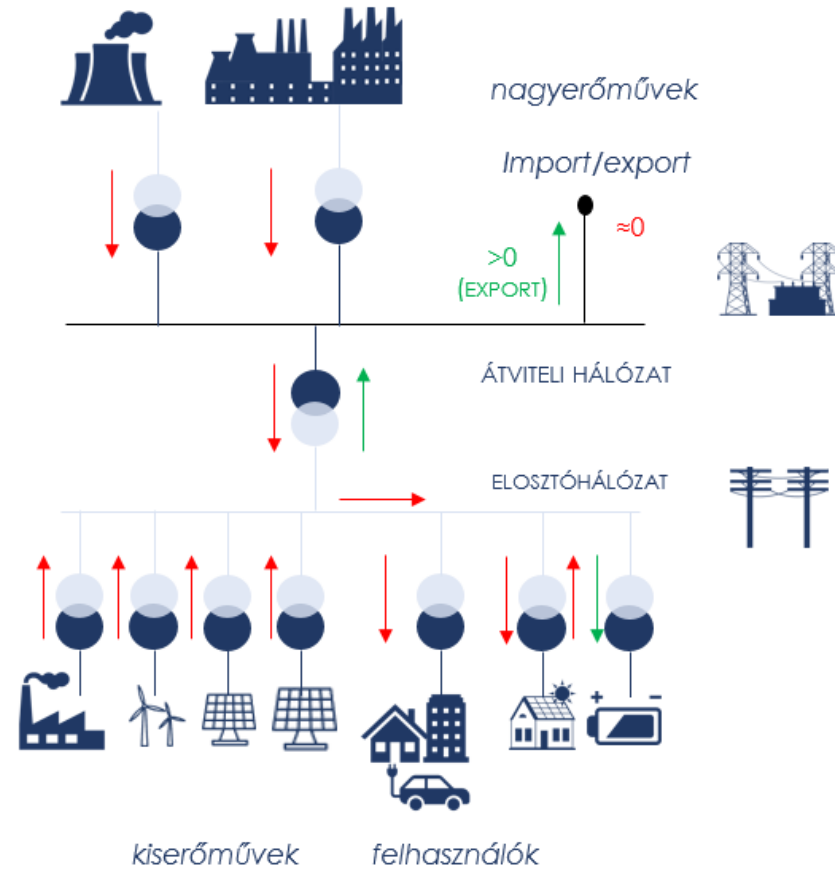 nagyerőművek
Import/export
≈0
>0
(EXPORT)
ÁTVITELI HÁLÓZAT
ELOSZTÓHÁLÓZAT
+ −
kiserőművek felhasználók